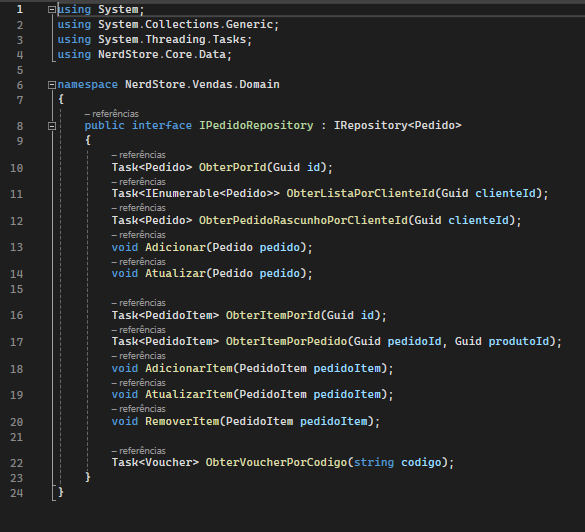 1 using System;
2 using System.Collections.Generic;
3 using System.Threading.Tasks;
4 using NerdStore.Core.Data;
5
6 namespace NerdStore.Vendas.Domain
7 {
– referências
8 public interface IPedidoRepository : IRepository<Pedido>
9 {
– referências
10 Task<Pedido> ObterPorId(Guid id);
– referências
11 Task<IEnumerable<Pedido>> ObterListaPorClienteId(Guid clienteId);
– referências
12 Task<Pedido> ObterPedidoRascunhoPorClienteId(Guid clienteId);
– referências
13 void Adicionar(Pedido pedido);
– referências
14 void Atualizar(Pedido pedido);
15
– referências
16 Task<PedidoItem> ObterItemPorId(Guid id);
– referências
17 Task<PedidoItem> ObterItemPorPedido(Guid pedidoId, Guid produtoId);
– referências
18 void AdicionarItem(PedidoItem pedidoItem);
– referências
19 void AtualizarItem(PedidoItem pedidoItem);
– referências
20 void RemoverItem(PedidoItem pedidoItem);
21
– referências
22 Task<Voucher> ObterVoucherPorCodigo(string codigo);
23 }
24 }